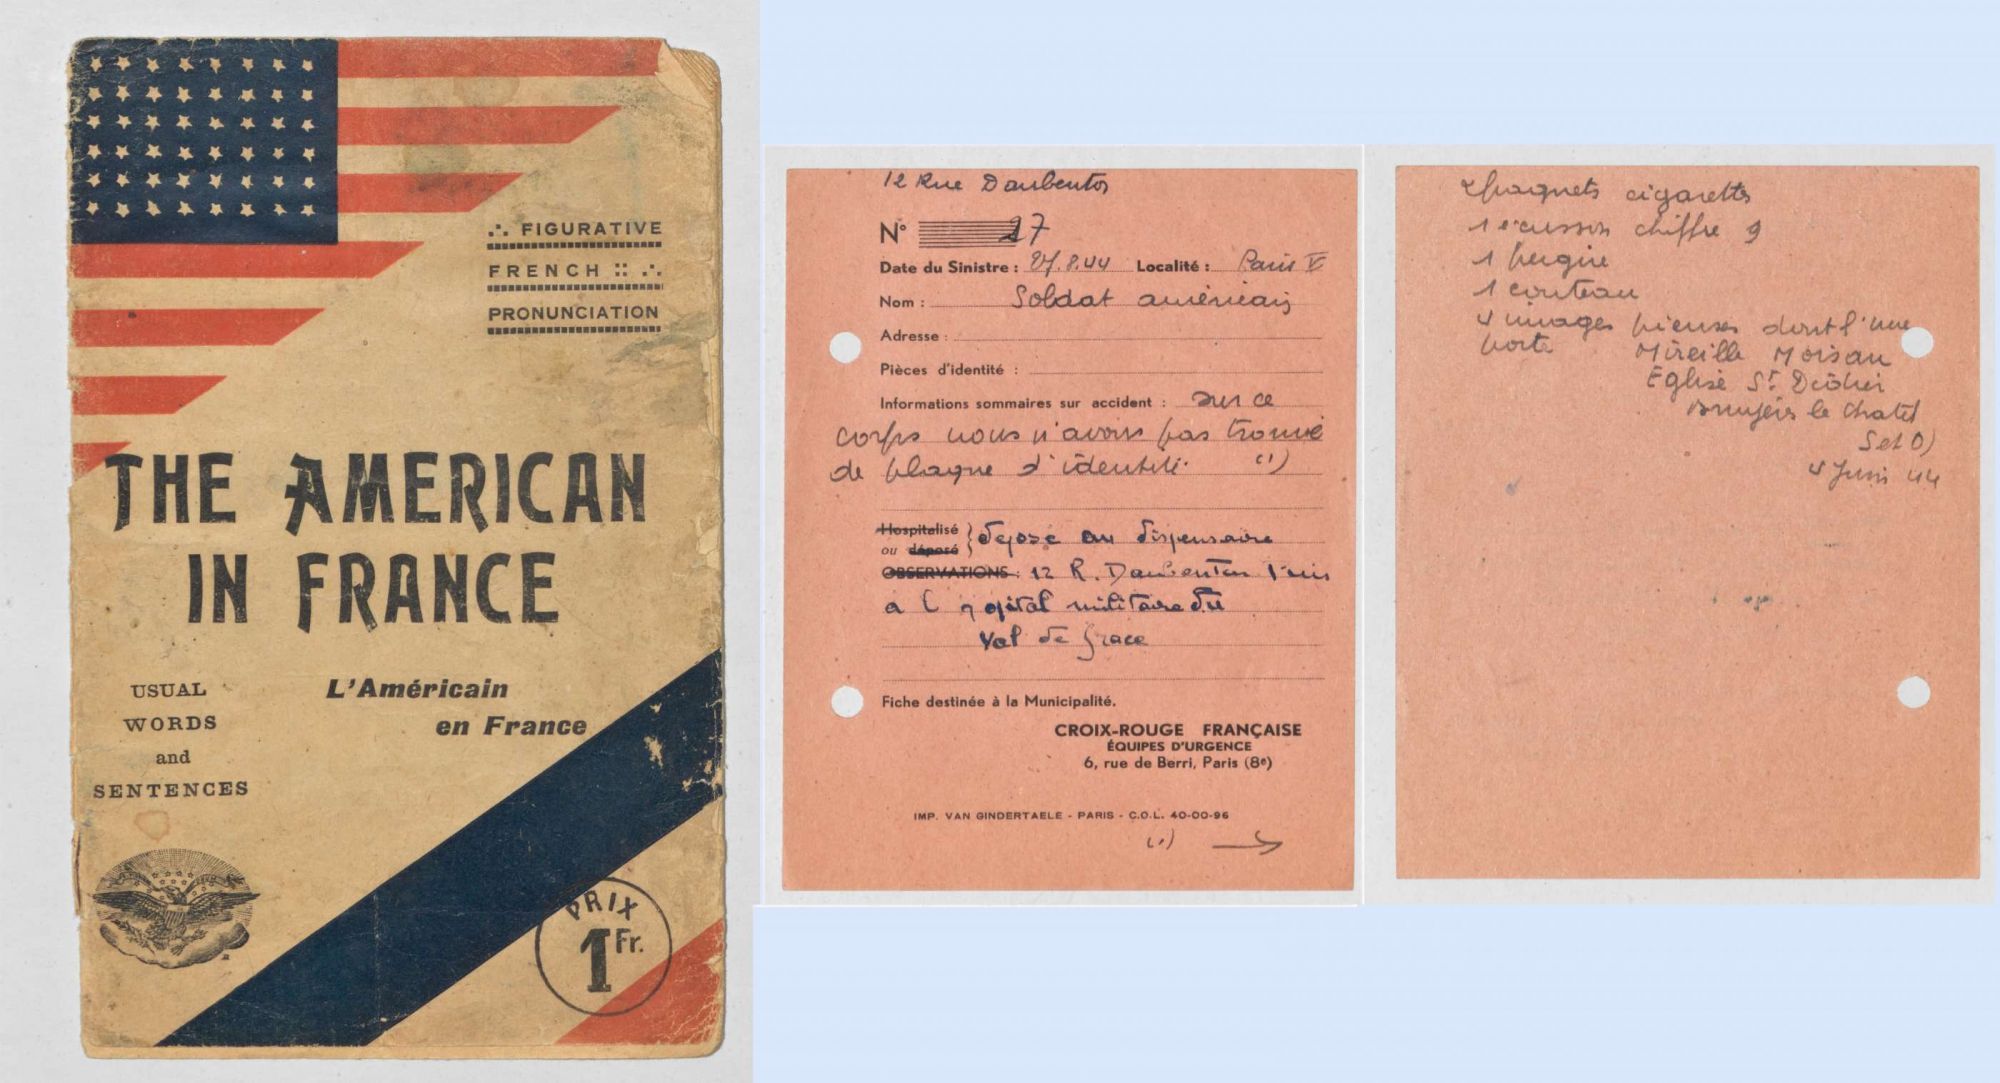 ∴ FIGURATIVE
FRENCH :: ∴
PRONUNCIATION
THE AMERICAN
IN FRANCE
USUAL
WORDS
and
SENTENCES
L'Américain
en France
PRIX
1 Fr.
12 Rue Daubenton
N° 27
Date du Sinistre : 27.8.44 Localité : Paris V
Nom : Soldat américain
Adresse :
Pièces d'identité :
Informations sommaires sur accident : sur ce
corps nous n'avons pas trouvé
de plaque d'identité. (1)
Hospitalisé
ou déposé } déposé au dispensaire
OBSERVATIONS : 12 R. Daubenton puis
a l'hopital militaire du
Val de Grace
Fiche destinée à la Municipalité.
CROIX-ROUGE FRANÇAISE
ÉQUIPES D'URGENCE
6, rue de Berri, Paris (8e)
IMP. VAN GINDERTAELE - PARIS - C.O.L. 40-00-96
(1) →
paquets cigarettes
1 écusson chiffre 9
1 peigne
1 couteau
4 images pieuses dont l'une
porte Mireille Moisan
Eglise St Didier
Bruyères le Chatel
S et O)
4 Juin 44